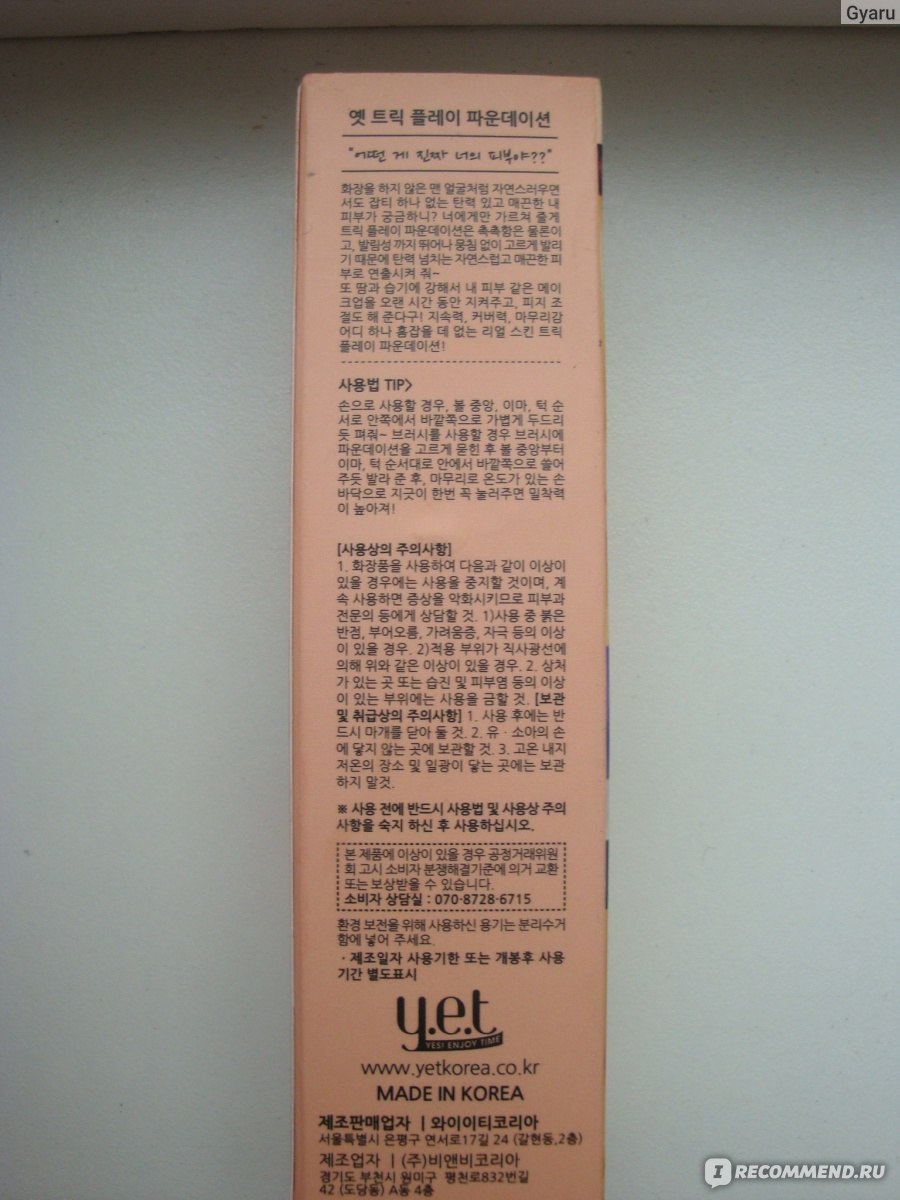 Gyaru
옛 트릭 플레이 파운데이션
"어떤 게 진짜 너의 피부야??"
화장을 하지 않은 맨 얼굴처럼 자연스러우면
서도 잡티 하나 없는 탄력 있고 매끈한 내
피부가 궁금하니? 너에게만 가르쳐 줄게
트릭 플레이 파운데이션은 촉촉함은 물론이
고, 발림성 까지 뛰어나 뭉침 없이 고르게 발리
기 때문에 탄력 넘치는 자연스럽고 매끈한 피
부로 연출시켜 줘~
또 땀과 습기에 강해서 내 피부 같은 메이
크업을 오랜 시간 동안 지켜주고, 피지 조
절도 해 준다구! 지속력, 커버력, 마무리감
어디 하나 흠잡을 데 없는 리얼 스킨 트릭
플레이 파운데이션!
사용법 TIP>
손으로 사용할 경우, 볼 중앙, 이마, 턱 순
서로 안쪽에서 바깥쪽으로 가볍게 두드리
듯 펴줘~ 브러시를 사용할 경우 브러시에
파운데이션을 고르게 묻힌 후 볼 중앙부터
이마, 턱 순서대로 안에서 바깥쪽으로 쓸어
주듯 발라 준 후, 마무리로 온도가 있는 손
바닥으로 지긋이 한번 꼭 눌러주면 밀착력
이 높아져!
[사용상의 주의사항]
1. 화장품을 사용하여 다음과 같이 이상이
있을 경우에는 사용을 중지할 것이며, 계
속 사용하면 증상을 악화시키므로 피부과
전문의 등에게 상담할 것. 1)사용 중 붉은
반점, 부어오름, 가려움증, 자극 등의 이상
이 있을 경우. 2)적용 부위가 직사광선에
의해 위와 같은 이상이 있을 경우. 2. 상처
가 있는 곳 또는 습진 및 피부염 등의 이상
이 있는 부위에는 사용을 금할 것. [보관
및 취급상의 주의사항] 1. 사용 후에는 반
드시 마개를 닫아 둘 것. 2. 유 · 소아의 손
에 닿지 않는 곳에 보관할 것. 3. 고온 내지
저온의 장소 및 일광이 닿는 곳에는 보관
하지 말것.
※ 사용 전에 반드시 사용법 및 사용상 주의
사항을 숙지 하신 후 사용하십시오.
본 제품에 이상이 있을 경우 공정거래위원
회 고시 소비자 분쟁해결기준에 의거 교환
또는 보상받을 수 있습니다.
소비자 상담실 : 070-8728-6715
환경 보전을 위해 사용하신 용기는 분리수거
함에 넣어 주세요.
· 제조일자 사용기한 또는 개봉후 사용
기간 별도표시
y.e.t
YES! ENJOY TIME
www.yetkorea.co.kr
MADE IN KOREA
제조판매업자 | 와이이티코리아
서울특별시 은평구 연서로17길 24 (갈현동,2층)
제조업자 | (주)비앤비코리아
경기도 부천시 원미구 평천로832번길
42 (도당동) A동 4층
IRECOMMEND.RU